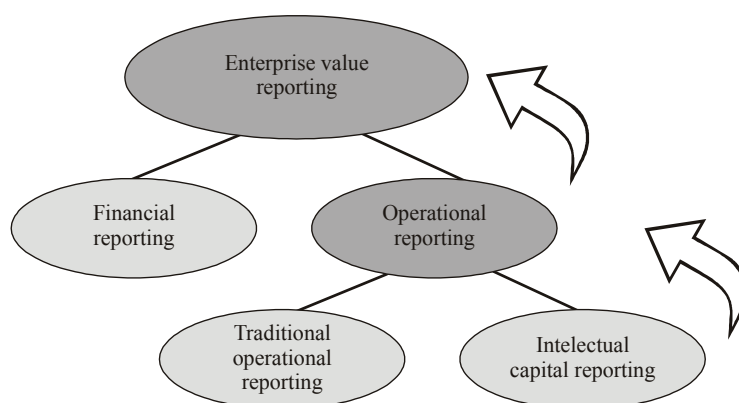 Enterprise value
reporting
Financial
reporting
Operational
reporting
Traditional
operational
reporting
Intelectual
capital reporting